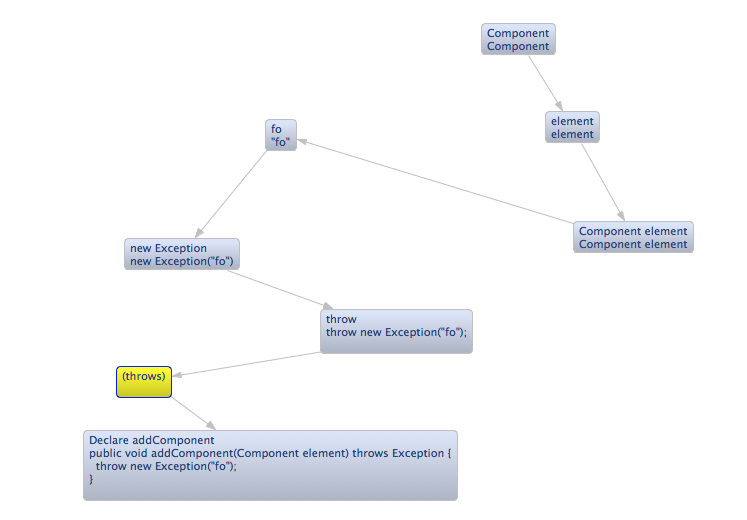 Component
Component
element
element
fo
"fo"
Component element
Component element
new Exception
new Exception("fo")
throw
throw new Exception("fo");
(throws)
Declare addComponent
public void addComponent(Component element) throws Exception {
  throw new Exception("fo");
}